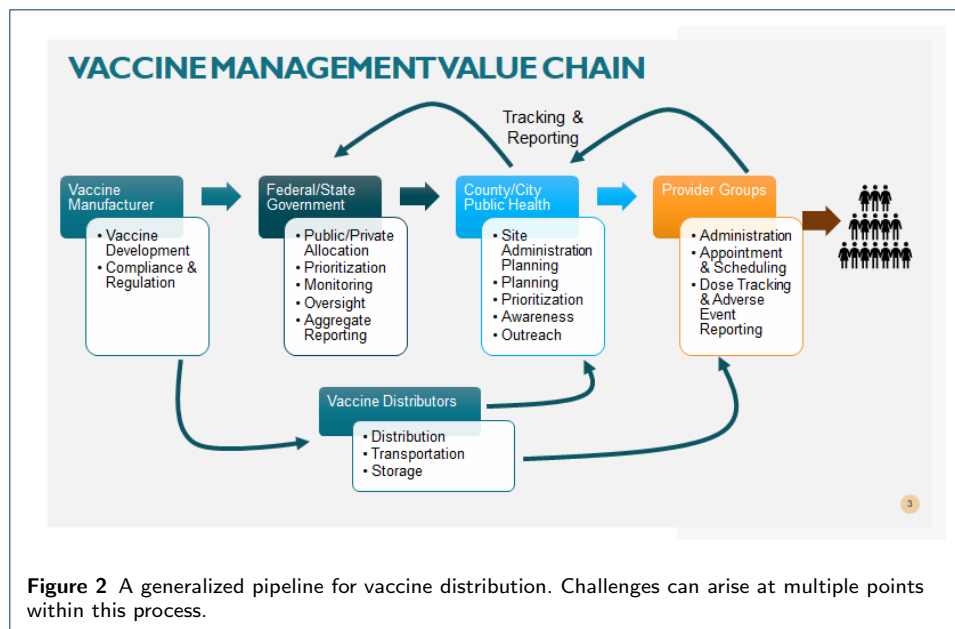 VACCINE MANAGEMENT VALUE CHAIN
Tracking &
Reporting
Vaccine
Manufacturer
• Vaccine
Development
• Compliance &
Regulation
Federal/State
Government
• Public/Private
Allocation
• Prioritization
• Monitoring
• Oversight
• Aggregate
Reporting
County/City
Public Health
• Site
Administration
Planning
• Planning
• Prioritization
• Awareness
• Outreach
Provider Groups
• Administration
• Appointment
& Scheduling
• Dose Tracking
& Adverse
Event
Reporting
Vaccine Distributors
• Distribution
• Transportation
• Storage
3
Figure 2 A generalized pipeline for vaccine distribution. Challenges can arise at multiple points
within this process.